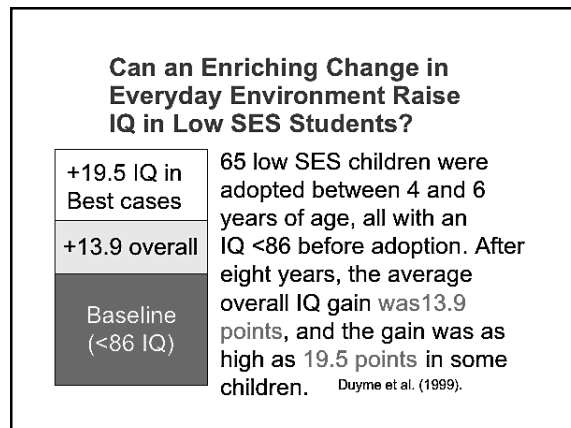 Can an Enriching Change in
Everyday Environment Raise
IQ in Low SES Students?
+19.5 IQ in
Best cases
+13.9 overall
Baseline
(<86 IQ)
65 low SES children were
adopted between 4 and 6
years of age, all with an
IQ <86 before adoption. After
eight years, the average
overall IQ gain was13.9
points, and the gain was as
high as 19.5 points in some
children. Duyme et al. (1999).